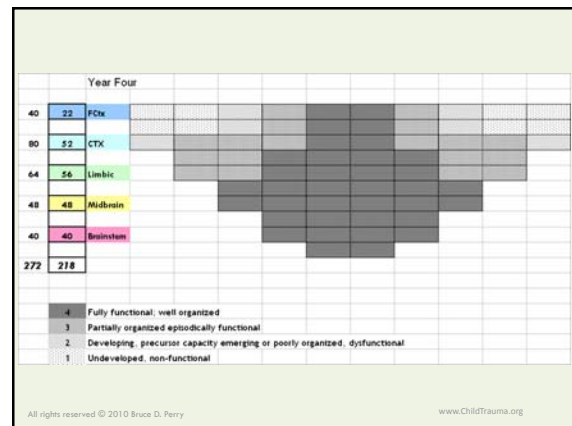 Year Four
40 22 FCtx
80 52 CTX
64 56 Limbic
48 48 Midbrain
40 40 Brainstem
272 218
4 Fully functional; well organized
3 Partially organized episodically functional
2 Developing, precursor capacity emerging or poorly organized, dysfunctional
1 Undeveloped, non-functional
All rights reserved © 2010 Bruce D. Perry www.ChildTrauma.org